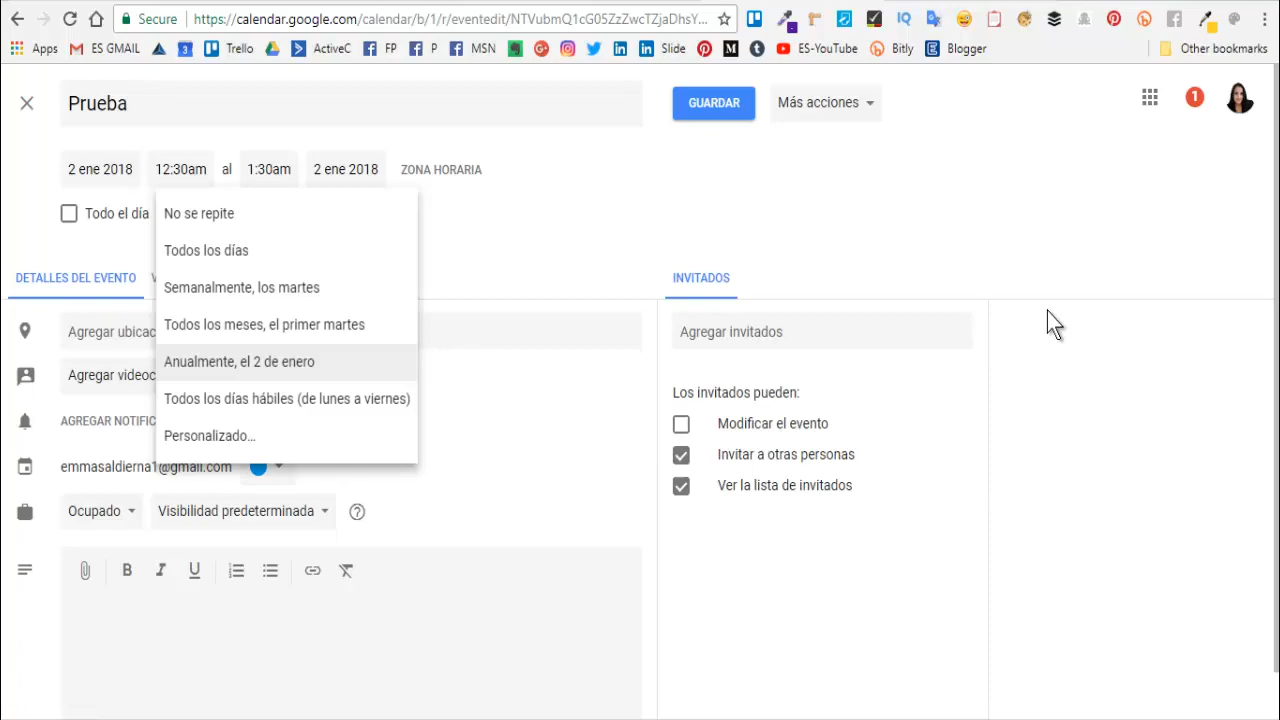 Secure https://calendar.google.com/calendar/b/1/r/eventedit/NTVubmQ1cG05ZzZwcTZjaDhsY...
Apps ES GMAIL Trello ActiveC FP P MSN Slide ES-YouTube Bitly Blogger Other bookmarks
Prueba GUARDAR Más acciones 1
2 ene 2018 12:30am al 1:30am 2 ene 2018 ZONA HORARIA
Todo el día No se repite
Todos los días
DETALLES DEL EVENTO V INVITADOS
Semanalmente, los martes
Agregar ubicac Todos los meses, el primer martes Agregar invitados
Anualmente, el 2 de enero
Agregar videoc
Los invitados pueden:
Todos los días hábiles (de lunes a viernes)
AGREGAR NOTIFIC Modificar el evento
Personalizado...
Invitar a otras personas
emmasaldierna1@gmail.com
Ver la lista de invitados
Ocupado Visibilidad predeterminada ?
B I U